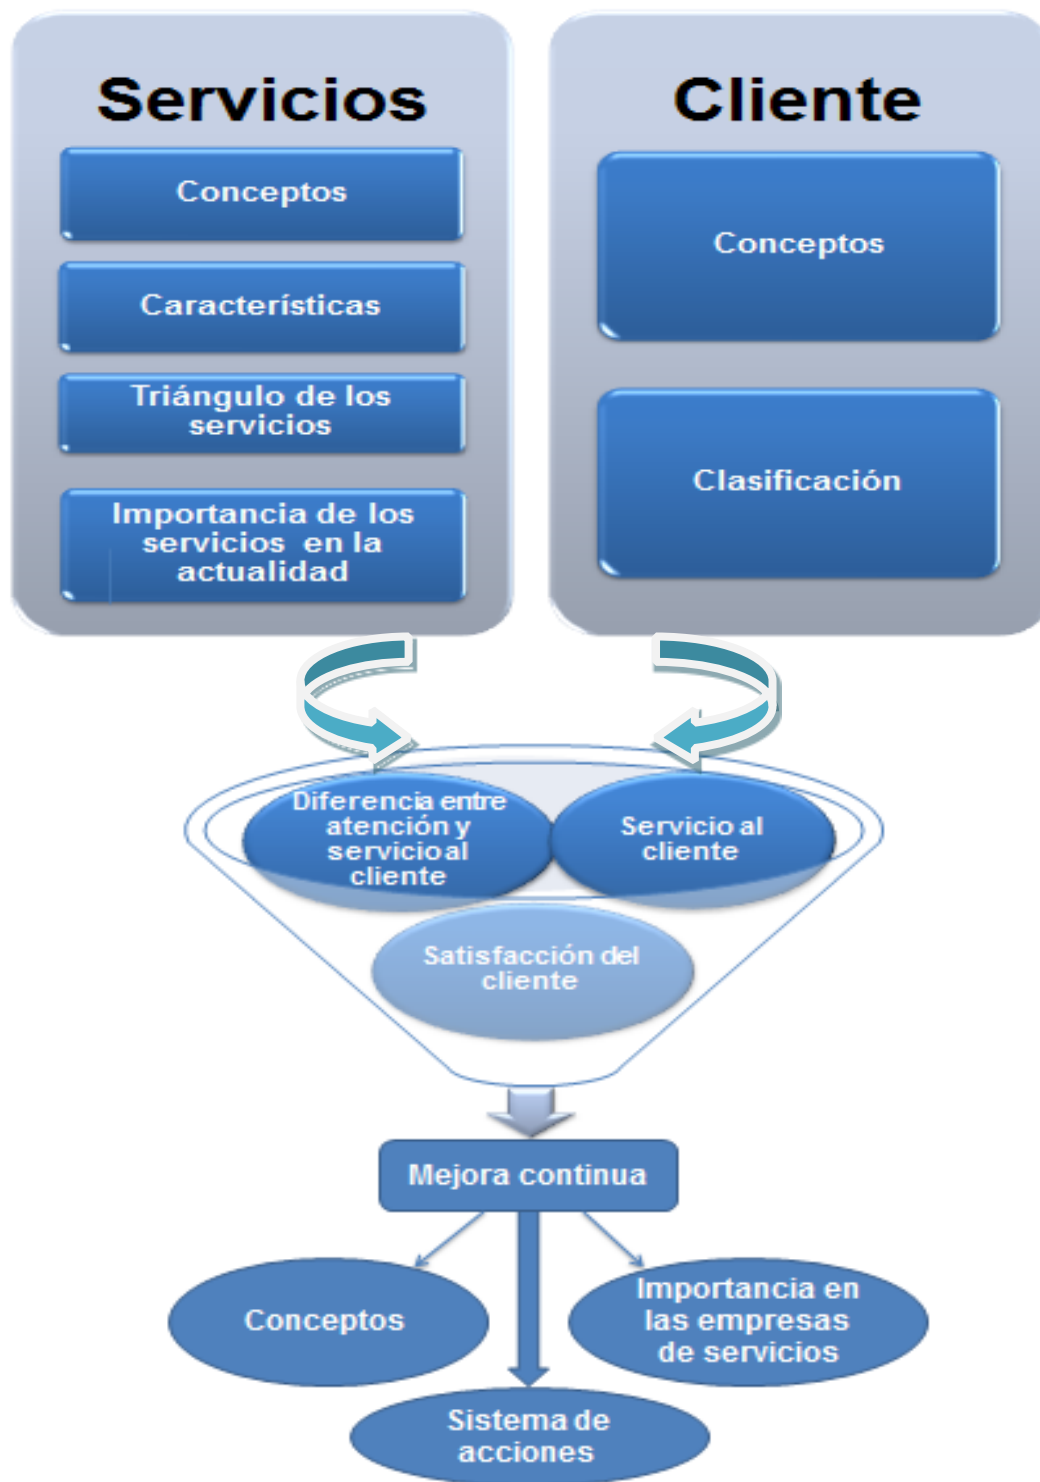 Servicios
Conceptos
Característísticas
Triángulo de los
servicios
Importancia de los
servicios en la
actualidad
Cliente
Conceptos
Clasificación
Diferencia entre
atención y
servicio al
cliente
Servicio al
cliente
Satisfacción del
cliente
Mejora continua
Conceptos
Importancia en
las empresas
de servicios
Sistema de
acciones